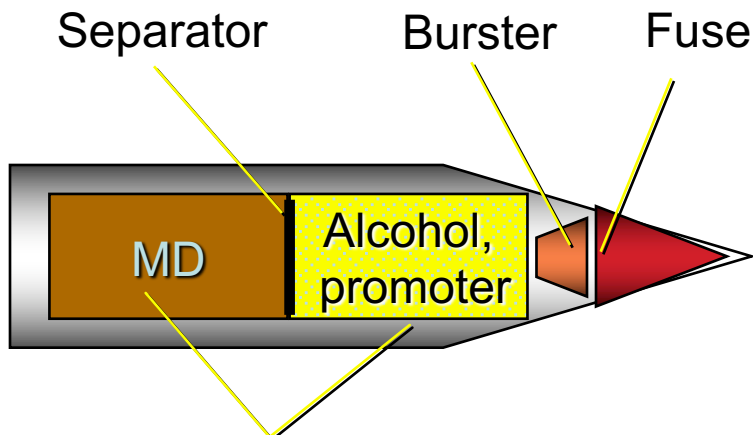 Separator
Burster
Fuse
MD
Alcohol,
promoter